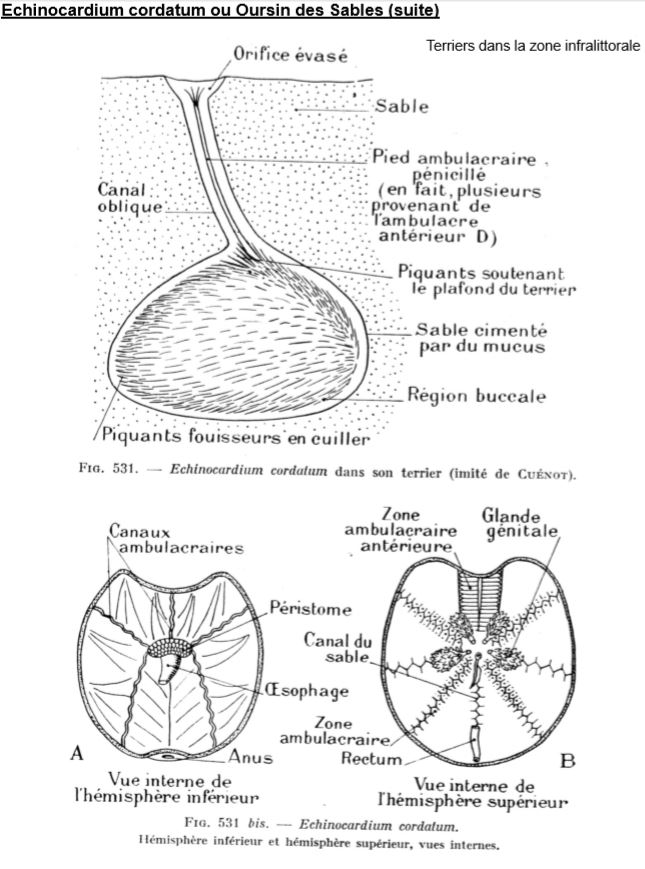 Echinocardium cordatum ou Oursin des Sables (suite)
Terriers dans la zone infralittorale
Orifice évasé
Sable
Pied ambulacraire
pénicillé
(en fait, plusieurs
provenant de
l'ambulacre
antérieur D)
Canal
oblique
Piquants soutenant
le plafond du terrier
Sable cimenté
par du mucus
Région buccale
Piquants fouisseurs en cuiller
FIG. 531. — Echinocardium cordatum dans son terrier (imité de CUÉNOT).
Canaux
ambulacraires
Péristome
Œsophage
Anus
A
Vue interne de
l'hémisphère inférieur
Zone
ambulacraire
antérieure
Glande
génitale
Canal du
sable
Zone
ambulacraire
Rectum
B
Vue interne de
l'hémisphère supérieur
FIG. 531 bis. — Echinocardium cordatum.
Hémisphère inférieur et hémisphère supérieur, vues internes.